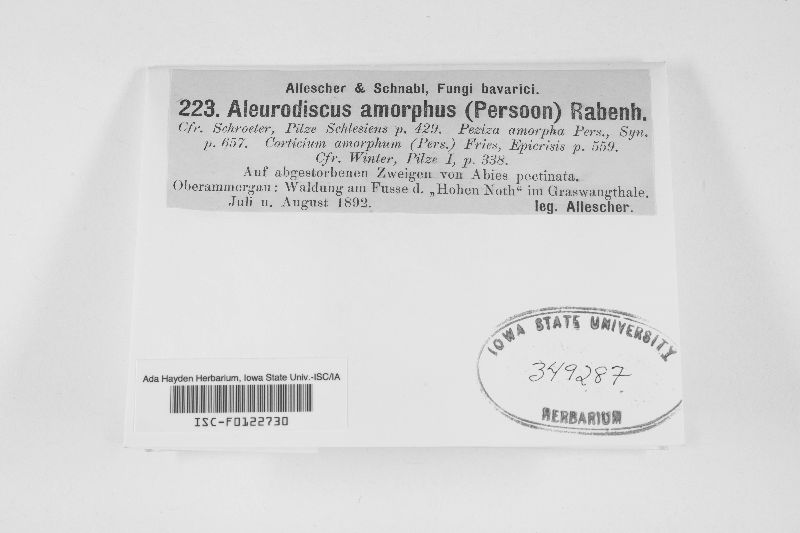 Allescher & Schnabl, Fungi bavarici.
223. Aleurodiscus amorphus (Persoon) Rabenh.
Cfr. Schroeter, Pilze Schlesiens p. 429. Peziza amorpha Pers., Syn.
p. 657. Corticium amorphum (Pers.) Fries, Epicrisis p. 559.
Cfr. Winter, Pilze I, p. 338.
Auf abgestorbenen Zweigen von Abies pectinata.
Oberammergau: Waldung am Fusse d. „Hohen Noth“ im Graswangthale.
Juli u. August 1892. leg. Allescher.
IOWA STATE UNIVERSITY
349287
HERBARIUM
Ada Hayden Herbarium, Iowa State Univ.-ISC/IA
ISC-F0122730